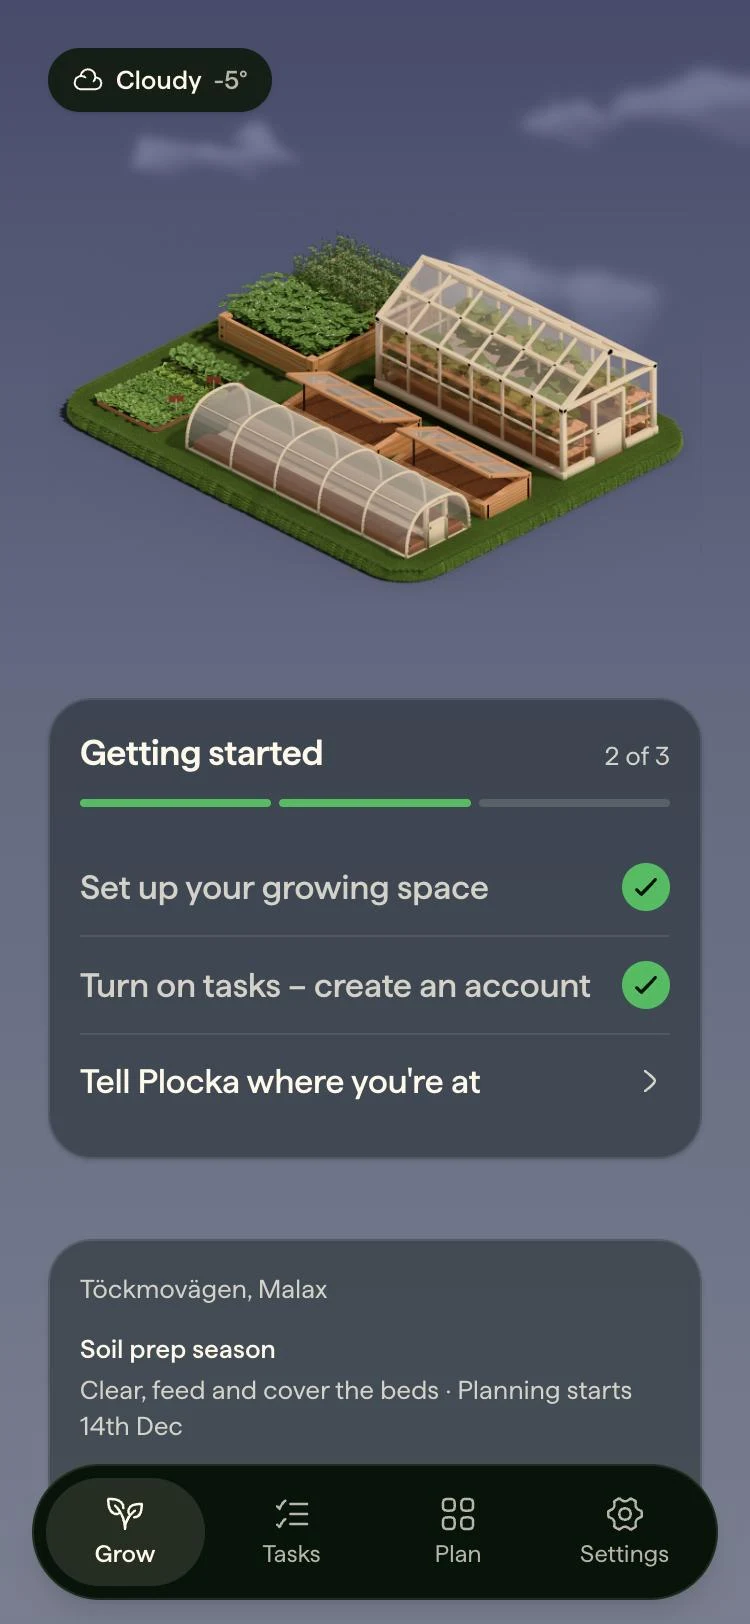 Cloudy -5°
Getting started
2 of 3
Set up your growing space
Turn on tasks – create an account
Tell Plocka where you're at
Töckmovägen, Malax
Soil prep season
Clear, feed and cover the beds · Planning starts
14th Dec
Grow
Tasks
Plan
Settings